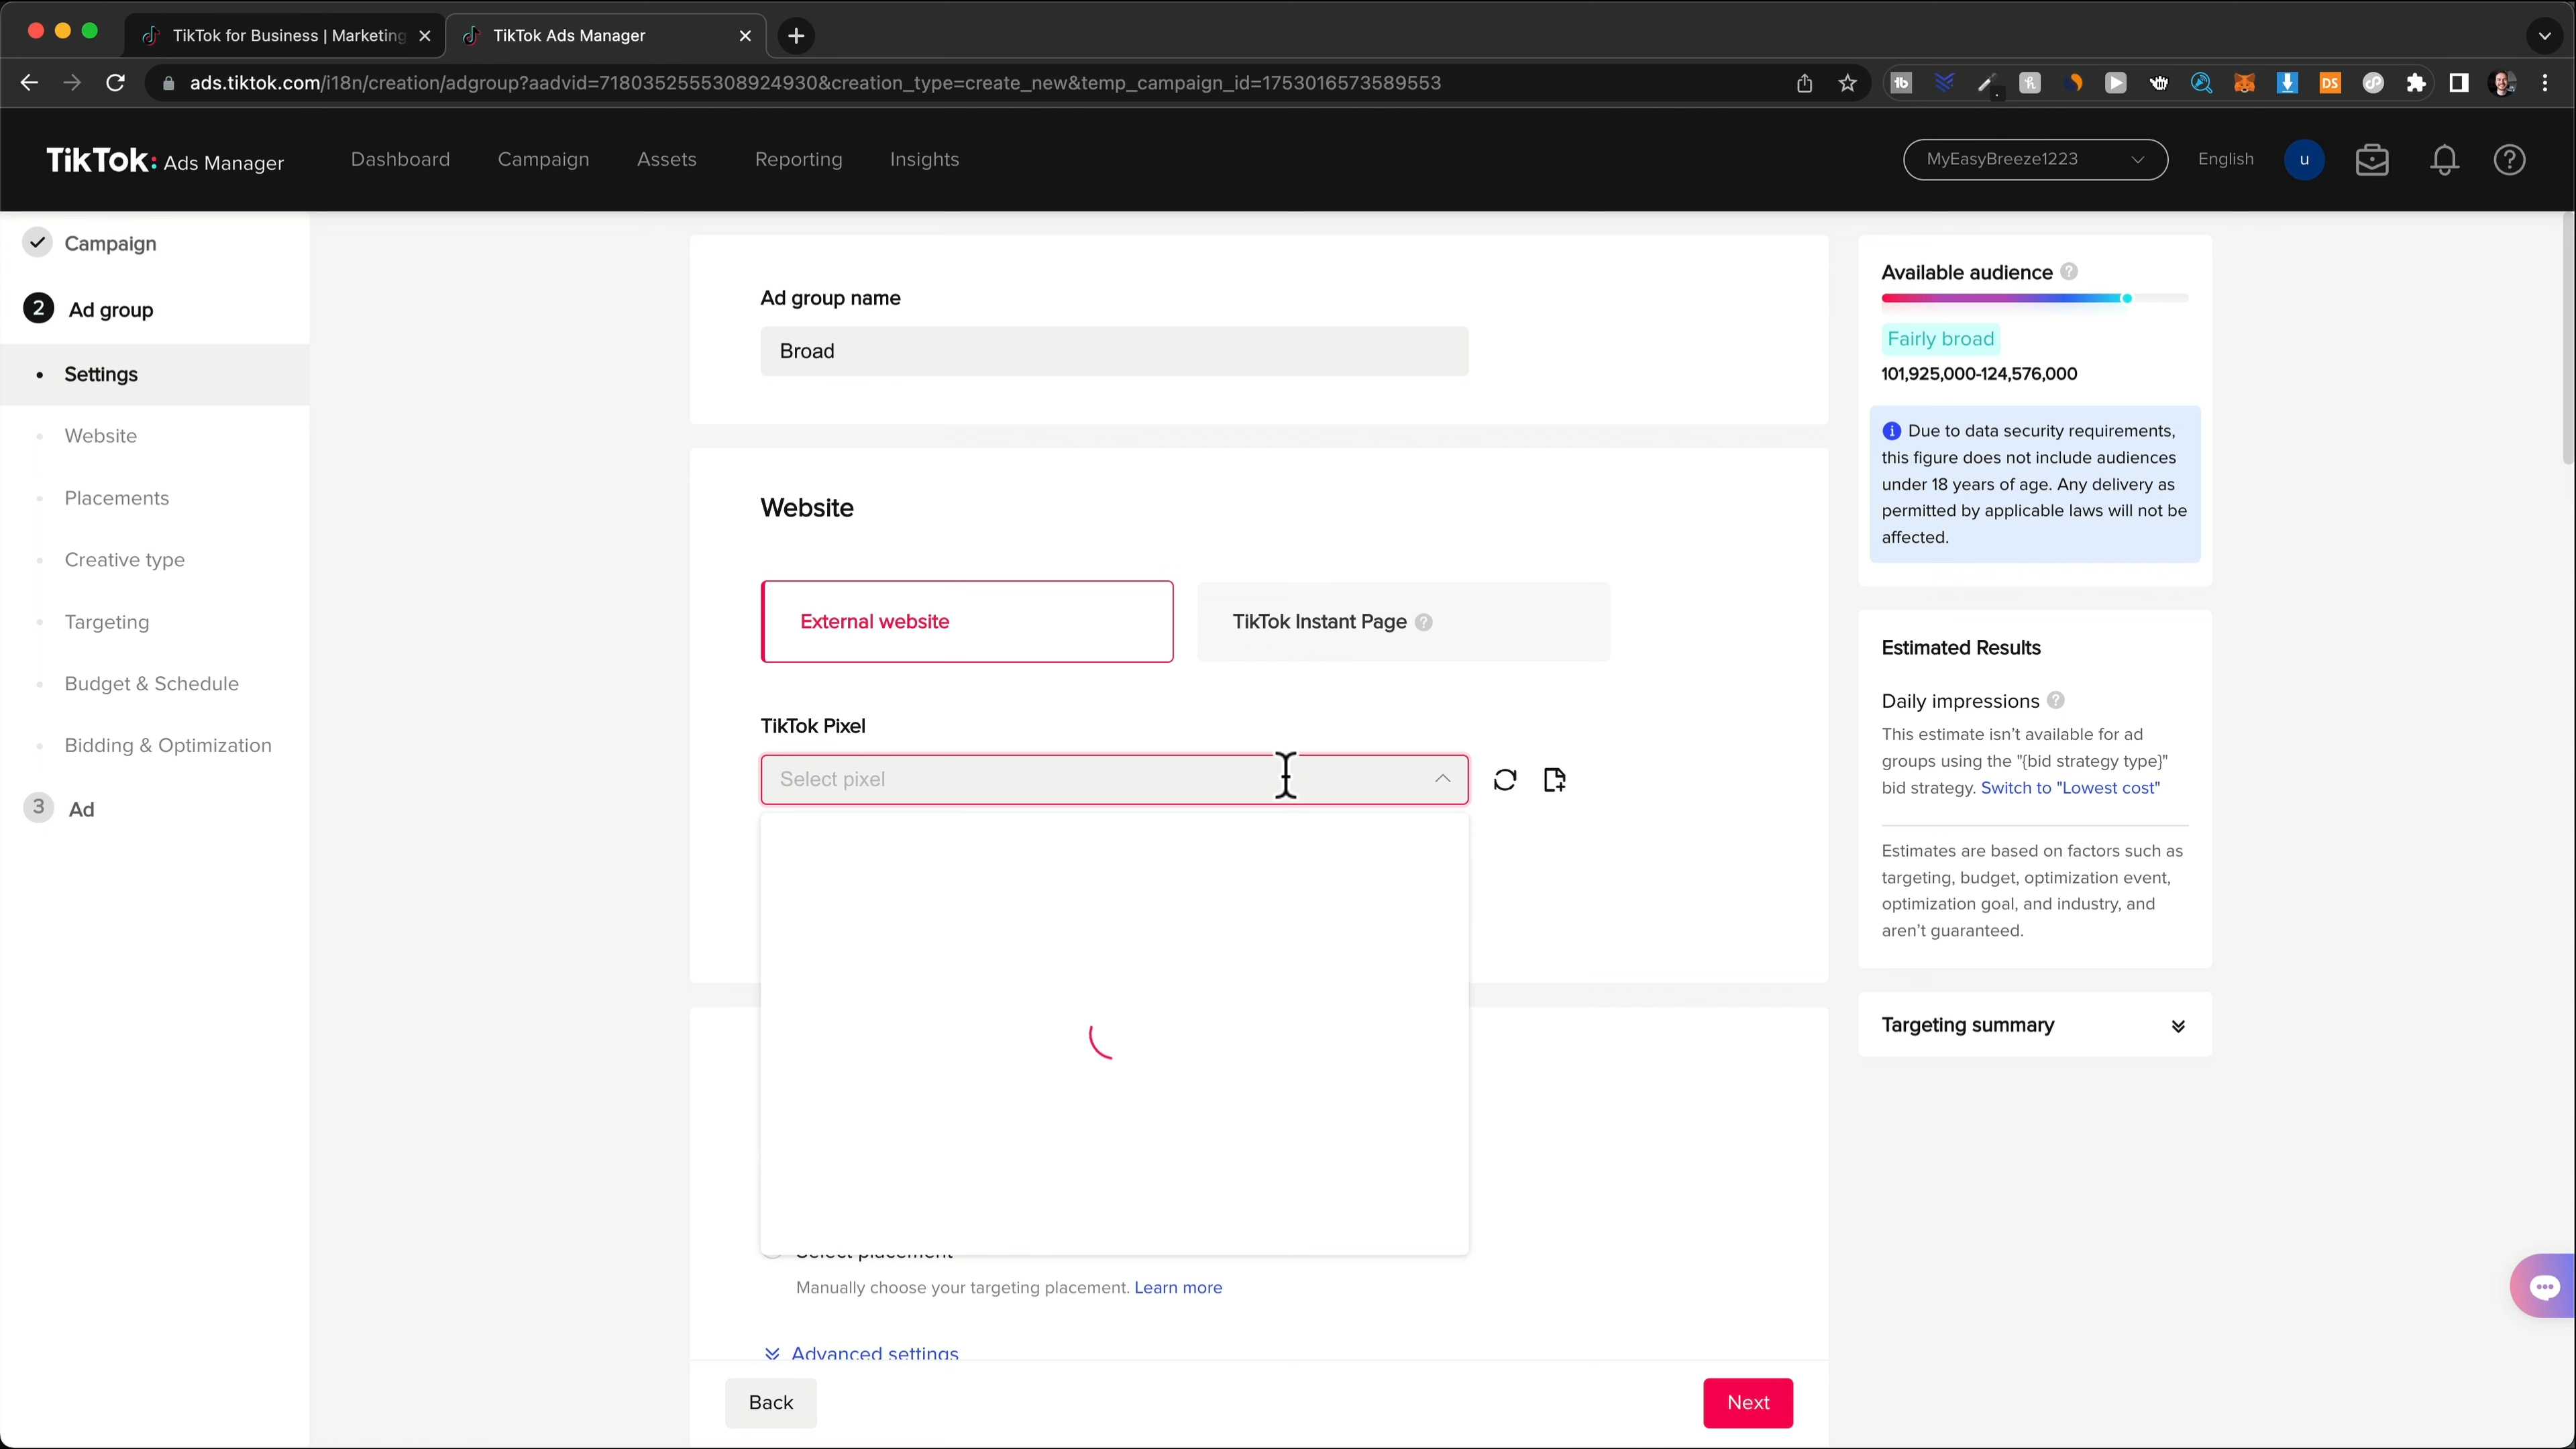 TikTok for Business | Marketing
TikTok Ads Manager
ads.tiktok.com/i18n/creation/adgroup?aadvid=7180352555308924930&creation_type=create_new&temp_campaign_id=1753016573589553
TikTok: Ads Manager
Dashboard
Campaign
Assets
Reporting
Insights
MyEasyBreeze1223
English
u
Campaign
2 Ad group
Settings
Website
Placements
Creative type
Targeting
Budget & Schedule
Bidding & Optimization
3 Ad
Ad group name
Broad
Website
External website
TikTok Instant Page
TikTok Pixel
Select pixel
Select placement
Manually choose your targeting placement. Learn more
Advanced settings
Back
Next
Available audience
Fairly broad
101,925,000-124,576,000
Due to data security requirements,
this figure does not include audiences
under 18 years of age. Any delivery as
permitted by applicable laws will not be
affected.
Estimated Results
Daily impressions
This estimate isn't available for ad
groups using the "{bid strategy type}"
bid strategy. Switch to "Lowest cost"
Estimates are based on factors such as
targeting, budget, optimization event,
optimization goal, and industry, and
aren't guaranteed.
Targeting summary